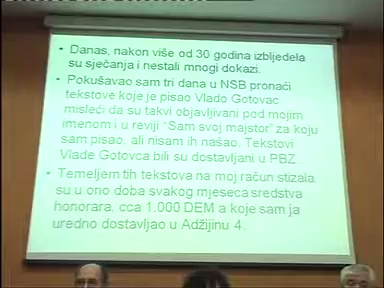 • Danas, nakon više od 30 godina izbljedela
su sječanja i nestali mnogi dokazi.
• Pokušavao sam tri dana u NSB pronaći
tekstove koje je pisao Vlado Gotovac
misleći da su takvi objavljivani pod mojim
imenom i u reviji "Sam svoj majstor" za koju
sam pisao, ali nisam ih našao. Tekstovi
Vlade Gotovca bili su dostavljani u PBZ.
• Temeljem tih tekstova na moj račun stizala
su u ono doba svakog mjeseca sredstva
honorara, cca 1.000 DEM a koje sam ja
uredno dostavljao u Adžijinu 4.